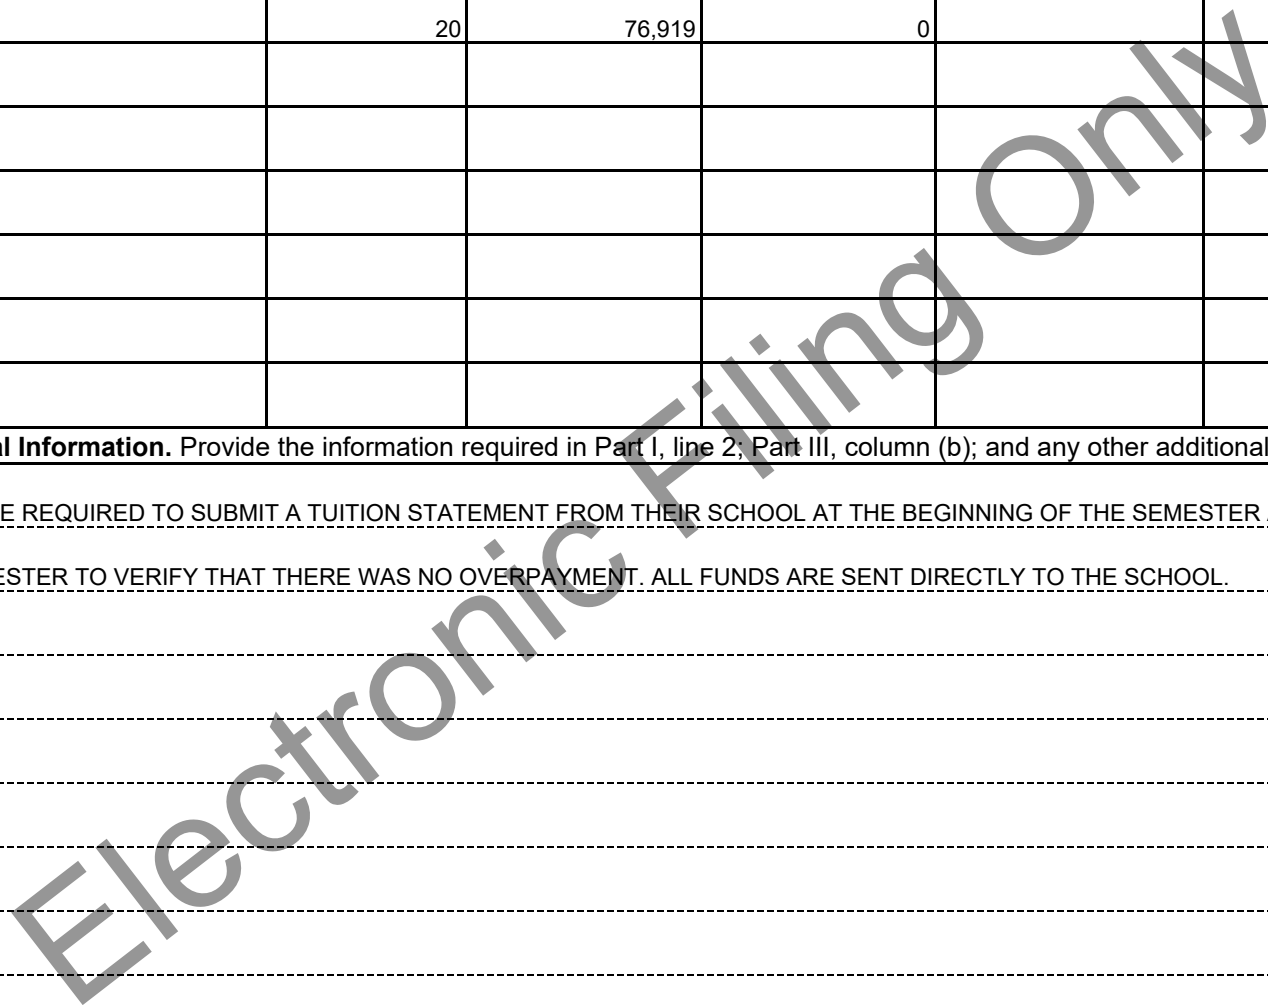 20 76,919 0
al Information. Provide the information required in Part I, line 2; Part III, column (b); and any other additional
E REQUIRED TO SUBMIT A TUITION STATEMENT FROM THEIR SCHOOL AT THE BEGINNING OF THE SEMESTER
ESTER TO VERIFY THAT THERE WAS NO OVERPAYMENT. ALL FUNDS ARE SENT DIRECTLY TO THE SCHOOL.
Electronic Filing Only